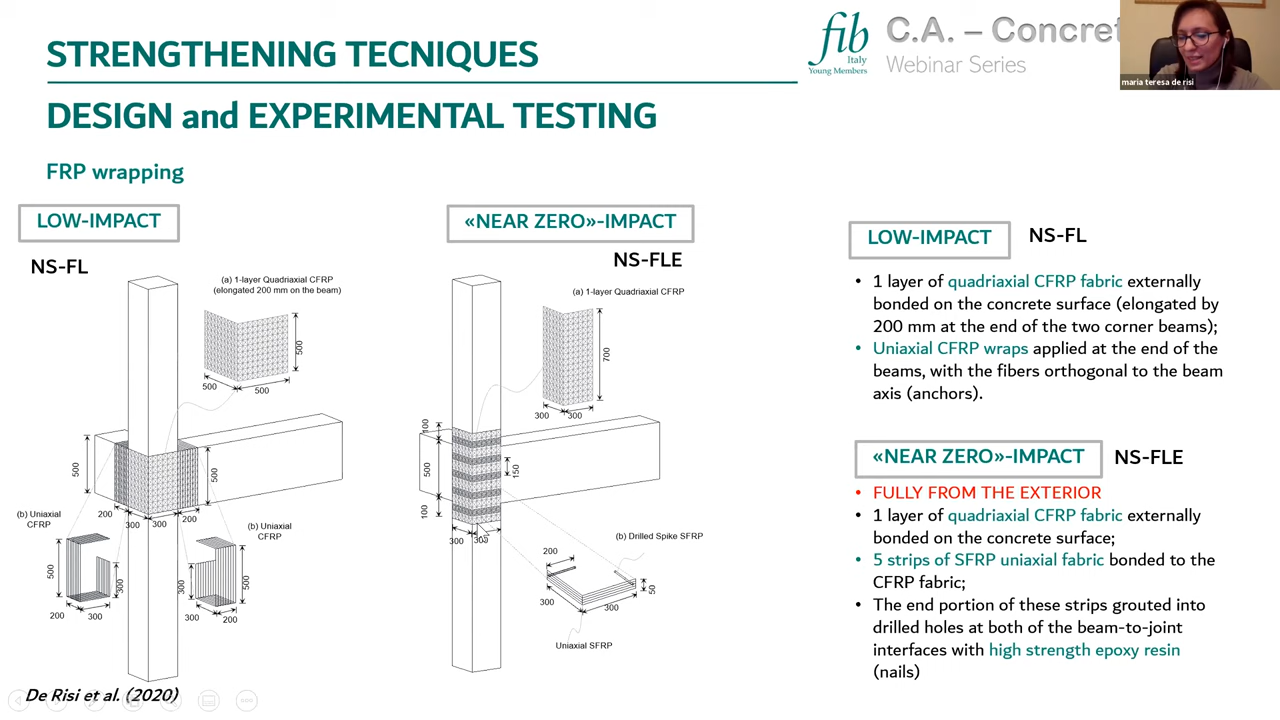 STRENGTHENING TECNIQUES
DESIGN and EXPERIMENTAL TESTING
fib
Italy
Young Members
C.A. – Concret
Webinar Series
maria teresa de risi
FRP wrapping
LOW-IMPACT
NS-FL
(a) 1-layer Quadriaxial CFRP
(elongated 200 mm on the beam)
500
500
500
500
500
200
300
300
200
(b) Uniaxial
CFRP
(b) Uniaxial
CFRP
500
300
200
300
300
500
300
200
«NEAR ZERO»-IMPACT
NS-FLE
(a) 1-layer Quadriaxial CFRP
700
300
300
100
500
150
100
300
300
(b) Drilled Spike SFRP
200
300
300
50
Uniaxial SFRP
De Risi et al. (2020)
LOW-IMPACT
NS-FL
• 1 layer of quadriaxial CFRP fabric externally
bonded on the concrete surface (elongated by
200 mm at the end of the two corner beams);
• Uniaxial CFRP wraps applied at the end of the
beams, with the fibers orthogonal to the beam
axis (anchors).
«NEAR ZERO»-IMPACT
NS-FLE
• FULLY FROM THE EXTERIOR
• 1 layer of quadriaxial CFRP fabric externally
bonded on the concrete surface;
• 5 strips of SFRP uniaxial fabric bonded to the
CFRP fabric;
• The end portion of these strips grouted into
drilled holes at both of the beam-to-joint
interfaces with high strength epoxy resin
(nails)